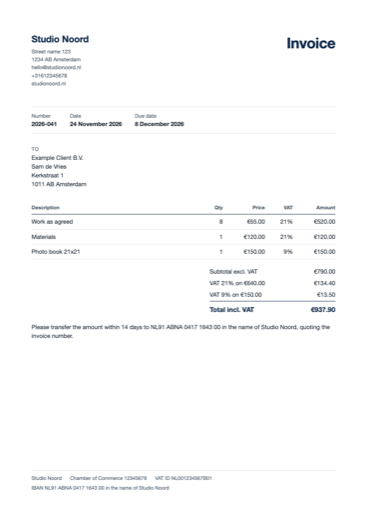 Studio Noord
Invoice
Street name 123
1234 AB Amsterdam
hello@studionoord.nl
+31612345678
studionoord.nl
Number Date Due date
2026-041 24 November 2026 8 December 2026
TO
Example Client B.V.
Sam de Vries
Kerkstraat 1
1011 AB Amsterdam
Description Qty Price VAT Amount
Work as agreed 8 €65.00 21% €520.00
Materials 1 €120.00 21% €120.00
Photo book 21x21 1 €150.00 9% €150.00
Subtotal excl. VAT €790.00
VAT 21% on €640.00 €134.40
VAT 9% on €150.00 €13.50
Total incl. VAT €937.90
Please transfer the amount within 14 days to NL91 ABNA 0417 1643 00 in the name of Studio Noord, quoting the
invoice number.
Studio Noord Chamber of Commerce 12345678 VAT ID NL001234567B01
IBAN NL91 ABNA 0417 1643 00 in the name of Studio Noord